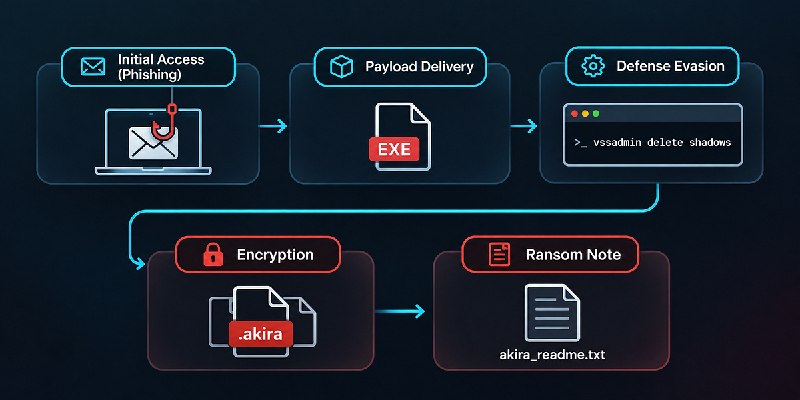 Initial Access
(Phishing)
Payload Delivery
EXE
Defense Evasion
>_ vssadmin delete shadows
Encryption
.akira
Ransom Note
akira_readme.txt